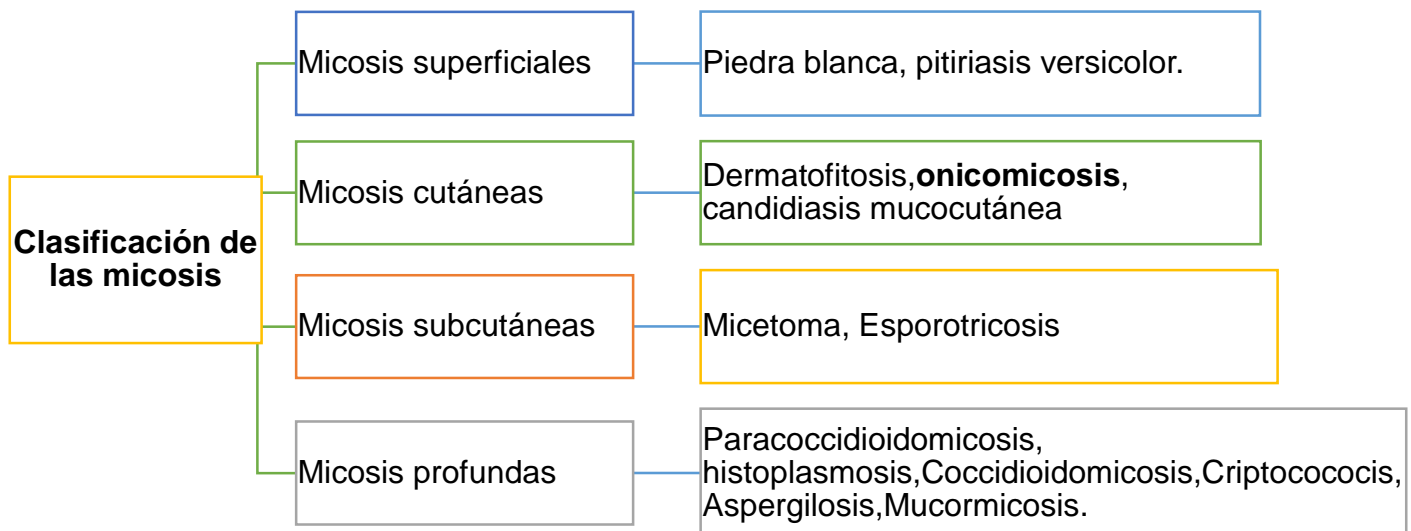 Micosis superficiales
Piedra blanca, pitiriasis versicolor.
Micosis cutáneas
Dermatofitosis,onicomicosis,
candidiasis mucocutánea
Clasificación de
las micosis
Micosis subcutáneas
Micetoma, Esporotricosis
Micosis profundas
Paracoccidioidomicosis,
histoplasmosis,Coccidioidomicosis,Criptocococis,
Aspergilosis,Mucormicosis.